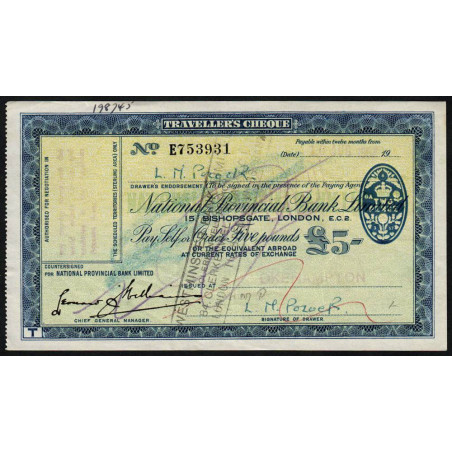 198745
TRAVELLER'S CHEQUE
Nº E753931
Payable within twelve months from
(Date) 19
L. M. Pocock.
DRAWER'S ENDORSEMENT (to be signed in the presence of the Paying Agent)
National Provincial Bank Limited
15 BISHOPSGATE, LONDON, E.C.2.
Pay Self or Order Five pounds £5-
OR THE EQUIVALENT ABROAD
AT CURRENT RATES OF EXCHANGE
AUTHORISED FOR NEGOTIATION IN
THE SCHEDULED TERRITORIES (STERLING AREA) ONLY
COUNTERSIGNED
FOR NATIONAL PROVINCIAL BANK LIMITED
ISSUED AT
L. M. Pocock.
CHIEF GENERAL MANAGER
SIGNATURE OF DRAWER
T